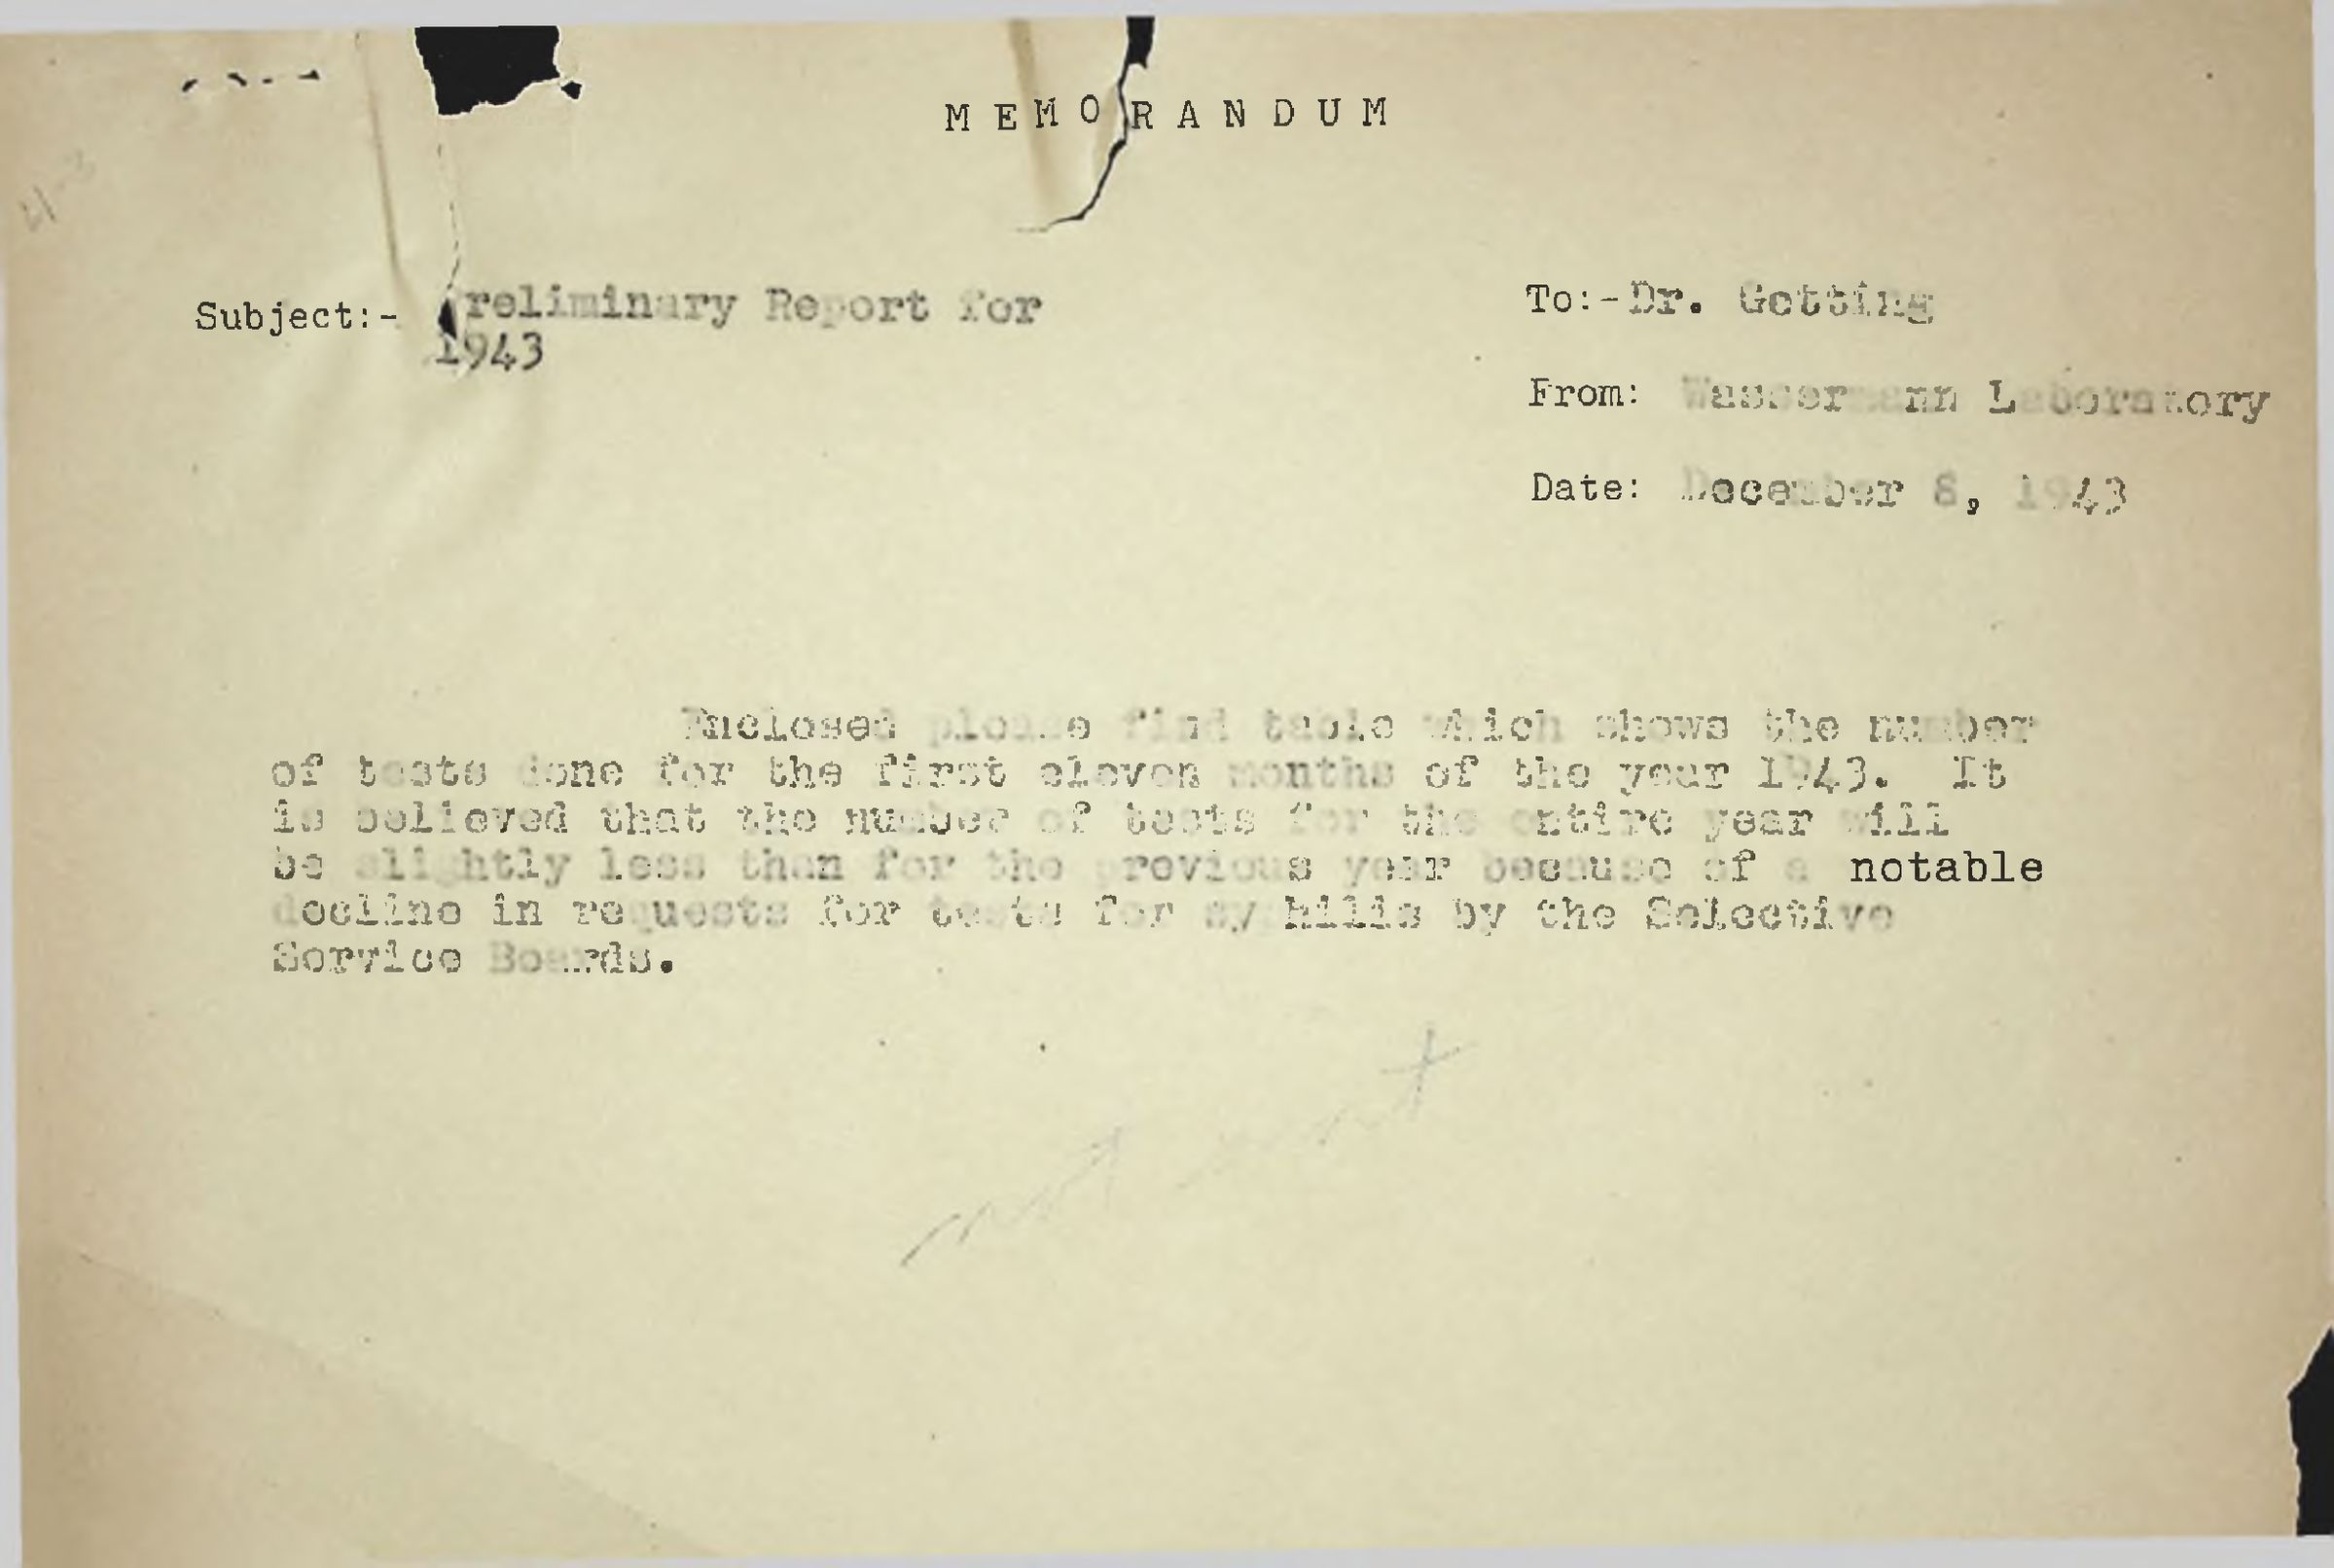 MEMORANDUM
Subject:- Preliminary Report for
1943
To:- Dr. Getting
From: Wassermann Laboratory
Date: December 8, 1943
Enclosed please find table which shows the number
of tests done for the first eleven months of the year 1943. It
is believed that the number of tests for the entire year will
be slightly less than for the previous year because of a notable
decline in requests for tests for syphilis by the Selective
Service Boards.